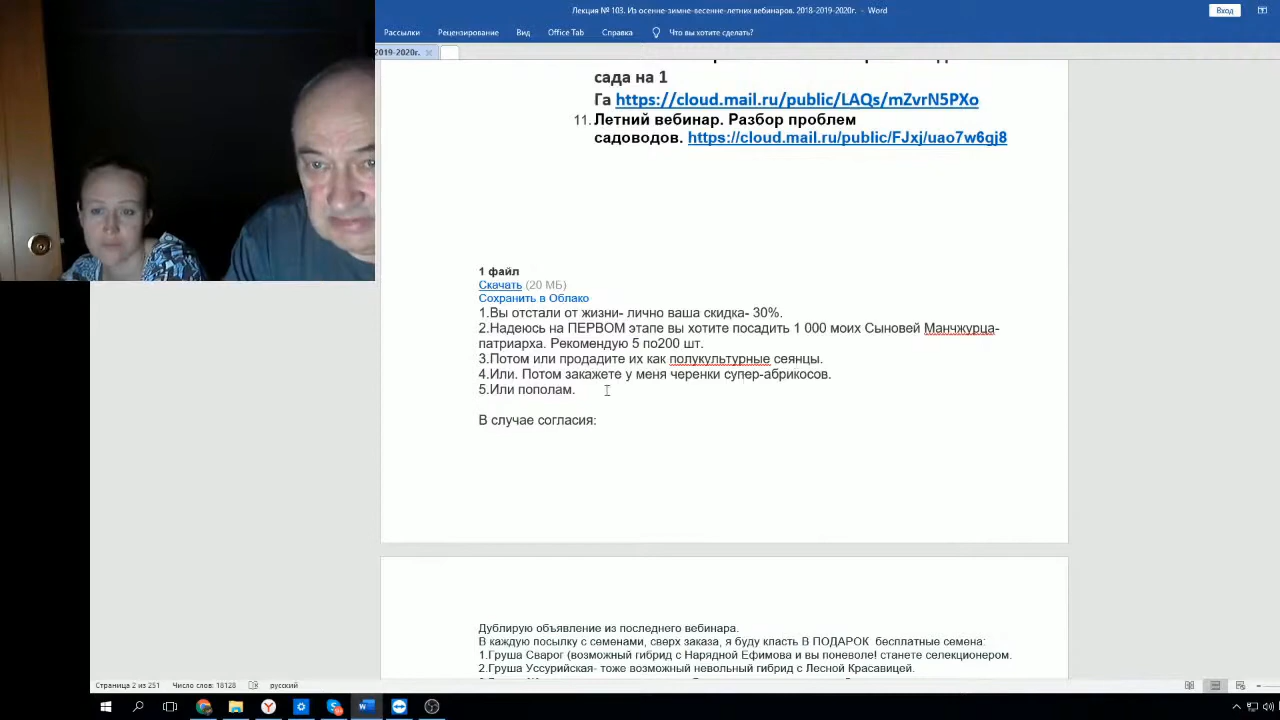 Лекция № 103. Из осенне-зимне-весенне-летних вебинаров. 2018-2019-2020г. - Word
Вход
Рассылки Рецензирование Вид Office Tab Справка Что вы хотите сделать?
2019-2020г.
сада на 1
Га https://cloud.mail.ru/public/LAQs/mZvrN5PXo
11. Летний вебинар. Разбор проблем
садоводов. https://cloud.mail.ru/public/FJxj/uao7w6gj8
1 файл
Скачать (20 МБ)
Сохранить в Облако
1.Вы отстали от жизни- лично ваша скидка- 30%.
2.Надеюсь на ПЕРВОМ этапе вы хотите посадить 1 000 моих Сыновей Манчжурца-
патриарха. Рекомендую 5 по200 шт.
3.Потом или продадите их как полукультурные сеянцы.
4.Или. Потом закажете у меня черенки супер-абрикосов.
5.Или пополам.
В случае согласия:
Дублирую объявление из последнего вебинара.
В каждую посылку с семенами, сверх заказа, я буду класть В ПОДАРОК бесплатные семена:
1.Груша Сварог (возможный гибрид с Нарядной Ефимова и вы поневоле! станете селекционером.
2.Груша Уссурийская- тоже возможный невольный гибрид с Лесной Красавицей.
Страница 2 из 251 Число слов: 18128 русский